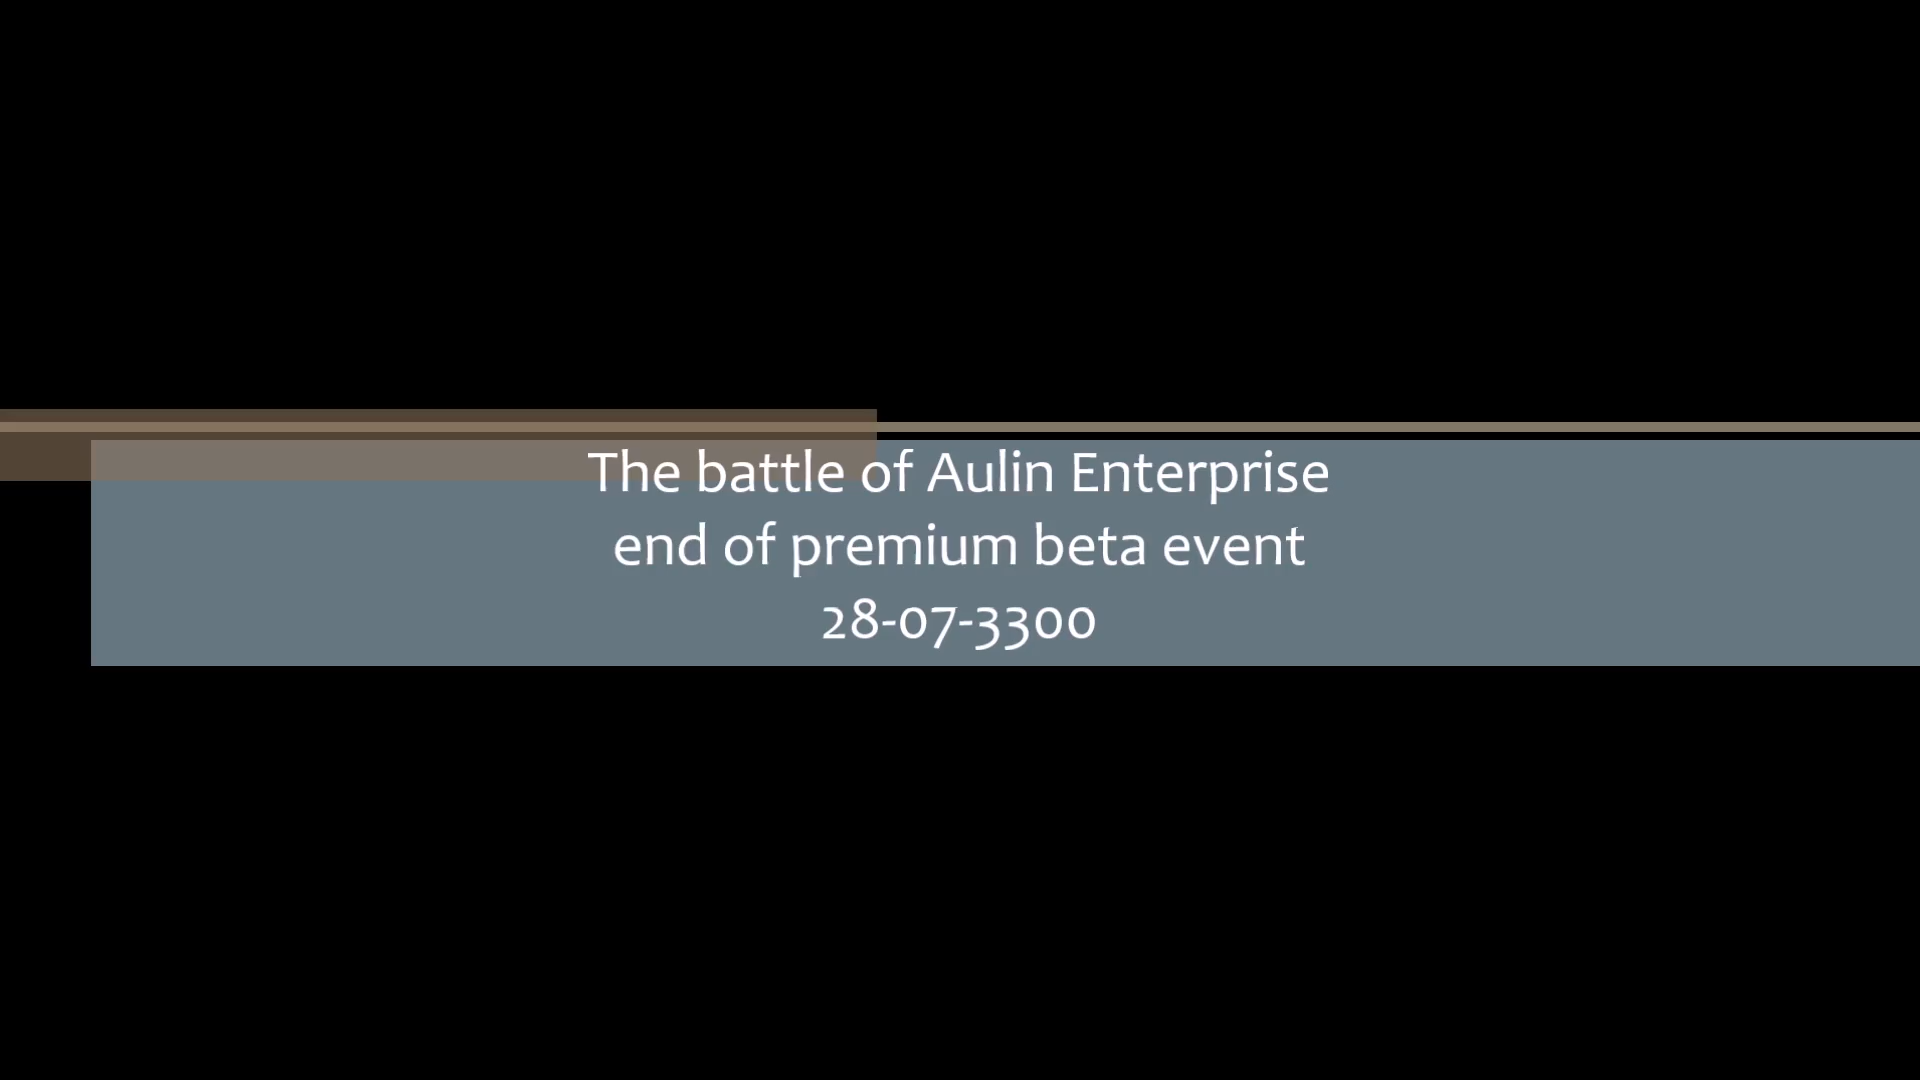 The battle of Aulin Enterprise
end of premium beta event
28-07-3300